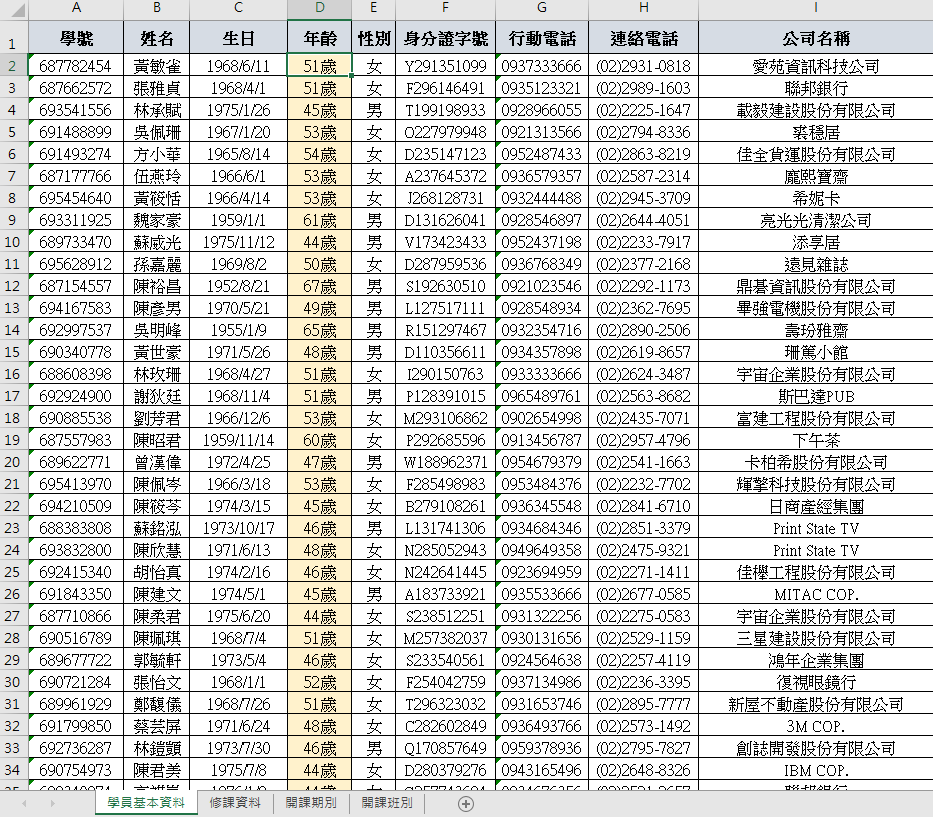 A B C D E F G H I
1 學號 姓名 生日 年齡 性別 身分證字號 行動電話 連絡電話 公司名稱
2 687782454 黃敏雀 1968/6/11 51歲 女 Y291351099 0937333666 (02)2931-0818 愛苑資訊科技公司
3 687662572 張雅貞 1968/4/1 51歲 女 F296146491 0935123321 (02)2989-1603 聯邦銀行
4 693541556 林承賦 1975/1/26 45歲 男 T199198933 0928966055 (02)2225-1647 載毅建設股份有限公司
5 691488899 吳佩珊 1967/1/20 53歲 女 O227979948 0921313566 (02)2794-8336 裘穩居
6 691493274 方小華 1965/8/14 54歲 女 D235147123 0952487433 (02)2863-8219 佳全貨運股份有限公司
7 687177766 伍燕玲 1966/6/1 53歲 女 A237645372 0936579357 (02)2587-2314 龐熙寶齋
8 695454640 黃筱恬 1966/4/14 53歲 女 J268128731 0932444488 (02)2945-3709 希妮卡
9 693311925 魏家豪 1959/1/1 61歲 男 D131626041 0928546897 (02)2644-4051 亮光光清潔公司
10 689733470 蘇威光 1975/11/12 44歲 男 V173423433 0952437198 (02)2233-7917 添享居
11 695628912 孫嘉麗 1969/8/2 50歲 女 D287959536 0936768349 (02)2377-2168 遠見雜誌
12 687154557 陳裕昌 1952/8/21 67歲 男 S192630510 0921023546 (02)2292-1173 鼎碁資訊股份有限公司
13 694167583 陳彥男 1970/5/21 49歲 男 L127517111 0928548934 (02)2362-7695 畢強電機股份有限公司
14 692997537 吳明峰 1955/1/9 65歲 男 R151297467 0932354716 (02)2890-2506 壽玢雅齋
15 690340778 黃世豪 1971/5/26 48歲 男 D110356611 0934357898 (02)2619-8657 珊篤小館
16 688608398 林玫珊 1968/4/27 51歲 女 I290150763 0933333666 (02)2624-3487 宇宙企業股份有限公司
17 692924900 謝狄廷 1968/11/4 51歲 男 P128391015 0965489761 (02)2563-8682 斯巴達PUB
18 690885538 劉芳君 1966/12/6 53歲 女 M293106862 0902654998 (02)2435-7071 富建工程股份有限公司
19 687557983 陳昭君 1959/11/14 60歲 女 P292685596 0913456787 (02)2957-4796 下午茶
20 689622771 曾漢偉 1972/4/25 47歲 男 W188962371 0954679379 (02)2541-1663 卡柏希股份有限公司
21 695413970 陳佩岑 1966/3/18 53歲 女 F285498983 0953484376 (02)2232-7702 輝擎科技股份有限公司
22 694210509 陳筱芩 1974/3/15 45歲 女 B279108261 0936345548 (02)2841-6710 日商產經集團
23 688383808 蘇銘泓 1973/10/17 46歲 男 L131741306 0934684346 (02)2851-3379 Print State TV
24 693832800 陳欣慧 1971/6/13 48歲 女 N285052943 0949649358 (02)2475-9321 Print State TV
25 692415340 胡怡真 1974/2/16 46歲 女 N242641445 0923694959 (02)2271-1411 佳櫸工程股份有限公司
26 691843350 陳建文 1974/5/1 45歲 男 A183733921 0935533666 (02)2677-0585 MITAC COP.
27 687710866 陳柔君 1975/6/20 44歲 女 S238512251 0931322256 (02)2275-0583 宇宙企業股份有限公司
28 690516789 陳珮琪 1968/7/4 51歲 女 M257382037 0930131656 (02)2529-1159 三星建設股份有限公司
29 689677722 郭毓軒 1973/5/4 46歲 女 S233540561 0924564638 (02)2257-4119 鴻年企業集團
30 690721284 張怡文 1968/1/1 52歲 女 F254042759 0937134986 (02)2236-3395 復視眼鏡行
31 689961929 鄭馥儀 1968/7/26 51歲 女 T296323032 0931653746 (02)2895-7777 新屋不動產股份有限公司
32 691799850 蔡芸屏 1971/6/24 48歲 女 C282602849 0936493766 (02)2573-1492 3M COP.
33 692736287 林鎧顗 1973/7/30 46歲 男 Q170857649 0959378936 (02)2795-7827 創誌開發股份有限公司
34 690754973 陳君美 1975/7/8 44歲 女 D280379276 0943165496 (02)2648-8326 IBM COP.
學員基本資料 修課資料 開課期別 開課班別